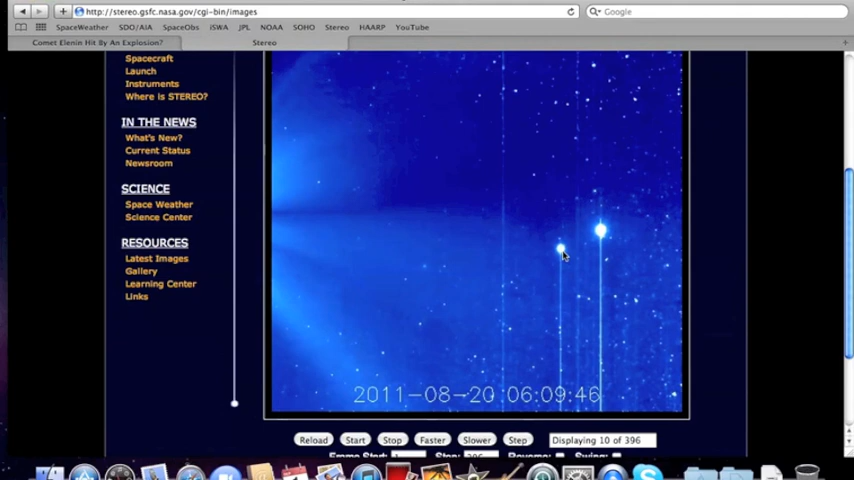 http://stereo.gsfc.nasa.gov/cgi-bin/images
Google
SpaceWeather SDO/AIA SpaceObs iSWA JPL NOAA SOHO Stereo HAARP YouTube
Comet Elenin Hit By An Explosion? Stereo
Spacecraft
Launch
Instruments
Where is STEREO?
IN THE NEWS
What's New?
Current Status
Newsroom
SCIENCE
Space Weather
Science Center
RESOURCES
Latest Images
Gallery
Learning Center
Links
2011-08-20 06:09:46
Reload Start Stop Faster Slower Step Displaying 10 of 396